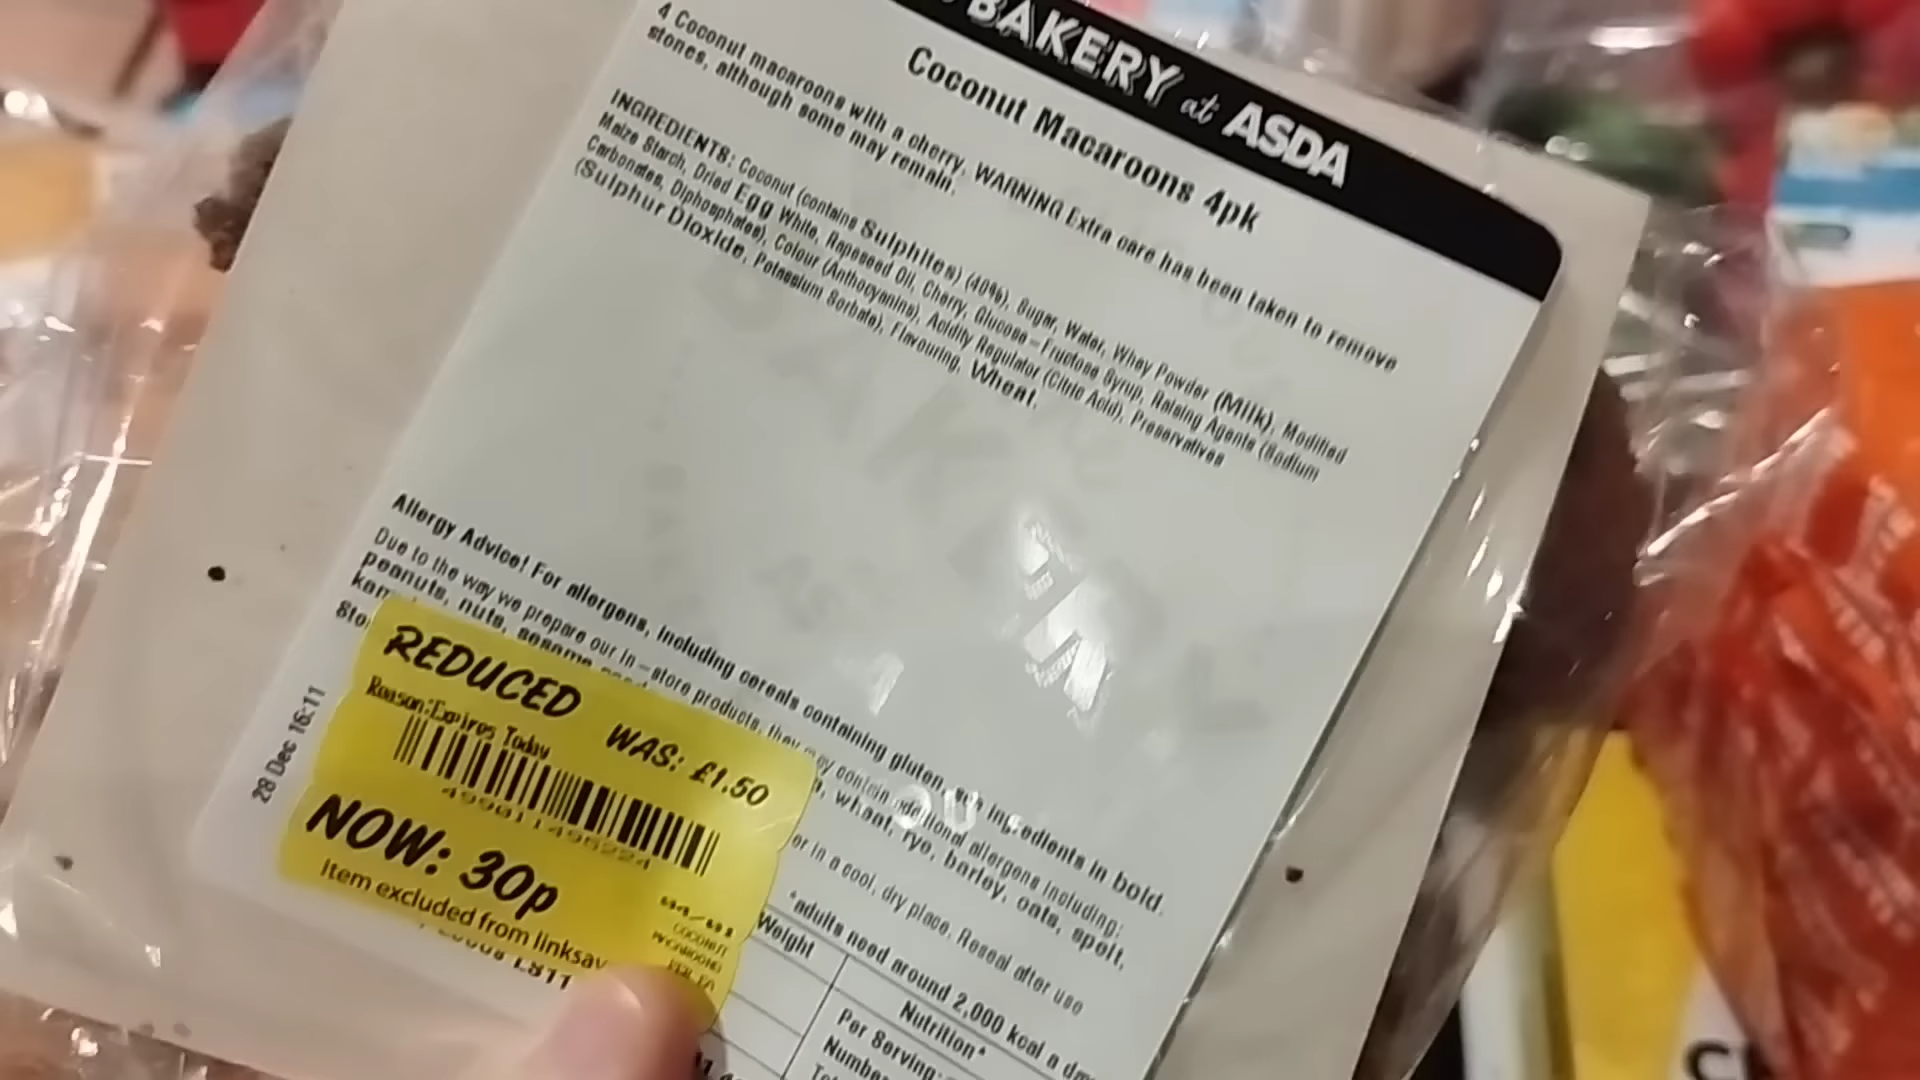 BAKERY at ASDA
Coconut Macaroons 4pk
4 Coconut macaroons with a cherry. WARNING Extra care has been taken to remove
stones, although some may remain.
INGREDIENTS: Coconut (contains Sulphites) (40%), Sugar, Water, Whey Powder (Milk), Modified
Maize Starch, Dried Egg White, Rapeseed Oil, Cherry, Glucose-Fructose Syrup, Raising Agents (Sodium
Carbonates, Diphosphates), Colour (Anthocyanins), Acidity Regulator (Citric Acid), Preservatives
(Sulphur Dioxide, Potassium Sorbate), Flavouring, Wheat.
Allergy Advice! For allergens, including cereals containing gluten, see ingredients in bold.
Due to the way we prepare our in-store products, they may contain additional allergens including:
peanuts, nuts, sesame wheat, rye, barley, oats, spelt,
or in a cool, dry place. Reseal after use
28 Dec 16:11
REDUCED
Reason:Expires Today
WAS: £1.50
NOW: 30p
Item excluded from linksav
COCONUT
MACAROONS
*adults need around 2,000 kcal a
Weight
Nutrition*
Per Serving: